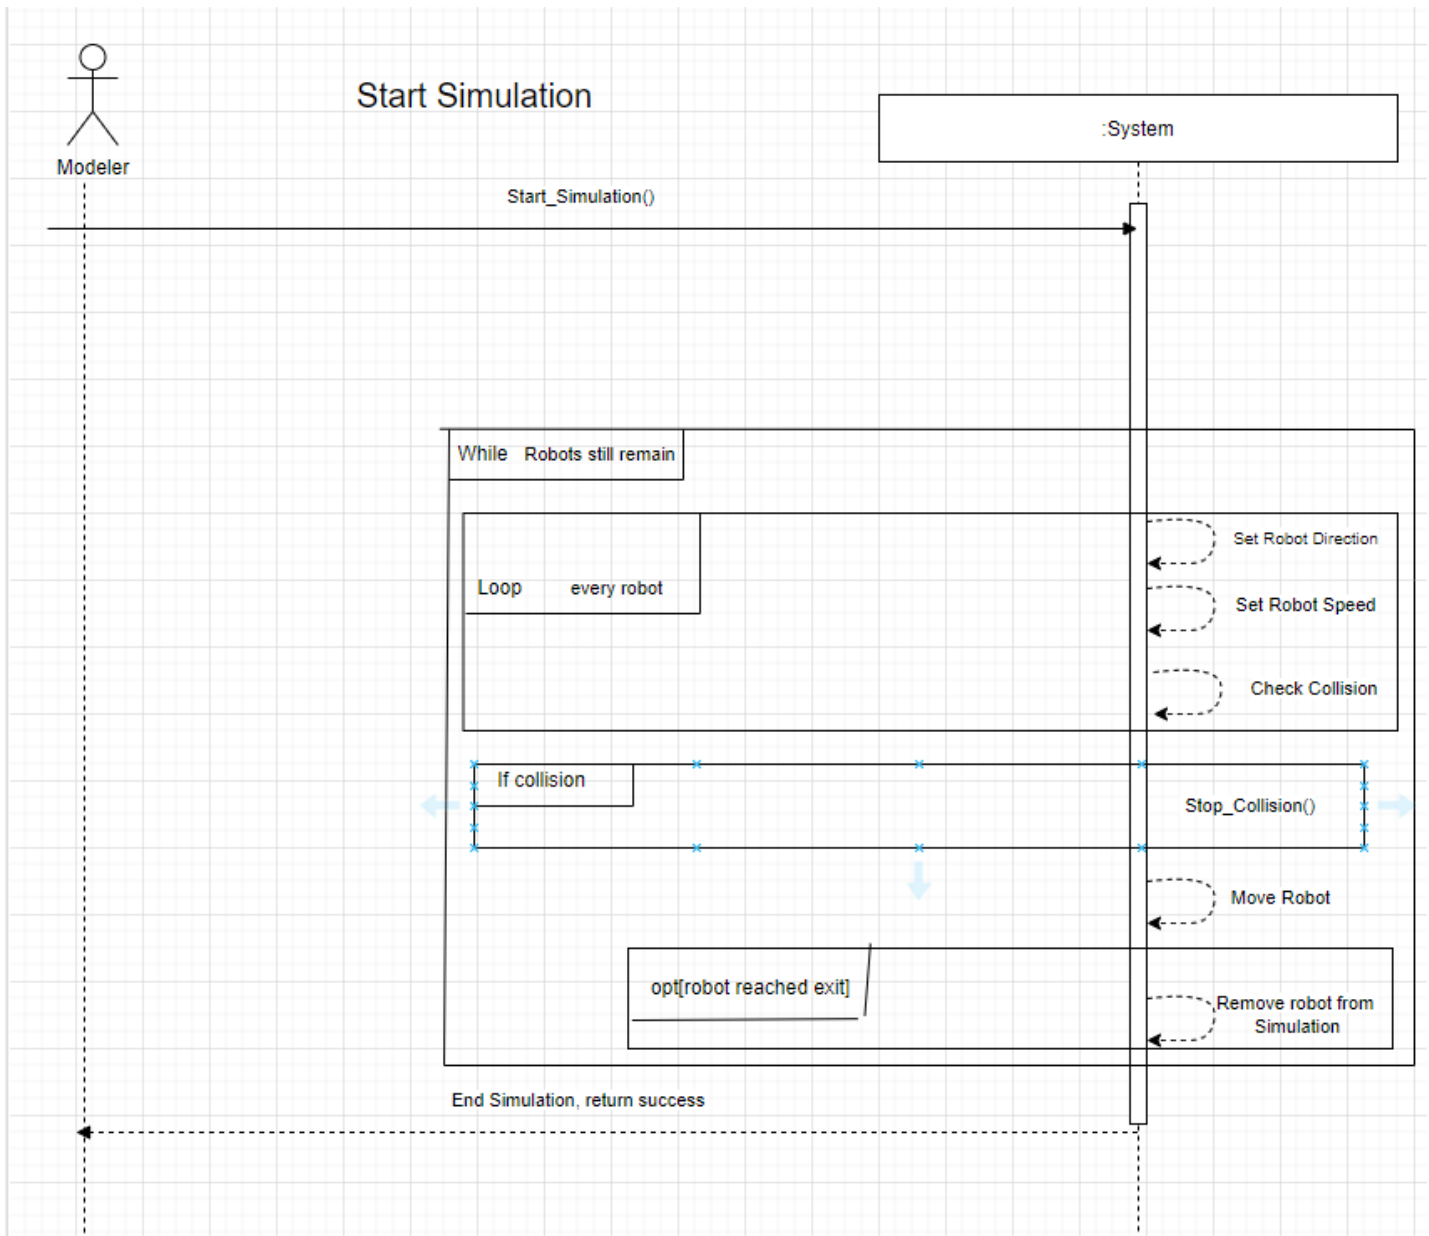 Start Simulation
:System
Modeler
Start_Simulation()
While Robots still remain
Set Robot Direction
Loop every robot
Set Robot Speed
Check Collision
If collision
Stop_Collision()
Move Robot
opt[robot reached exit]
Remove robot from
Simulation
End Simulation, return success